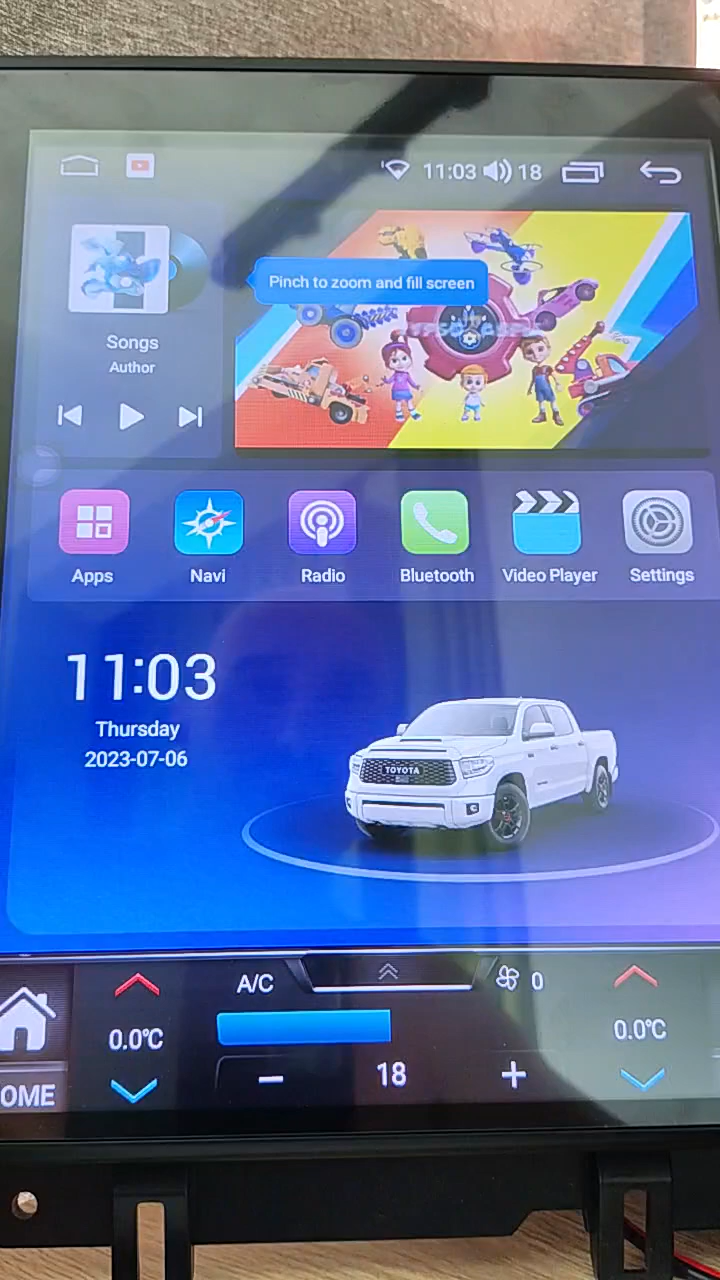 11:03 18
Pinch to zoom and fill screen
Songs
Author
Apps Navi Radio Bluetooth Video Player Settings
11:03
Thursday
2023-07-06
TOYOTA
A/C 0
0.0°C 0.0°C
18
OME